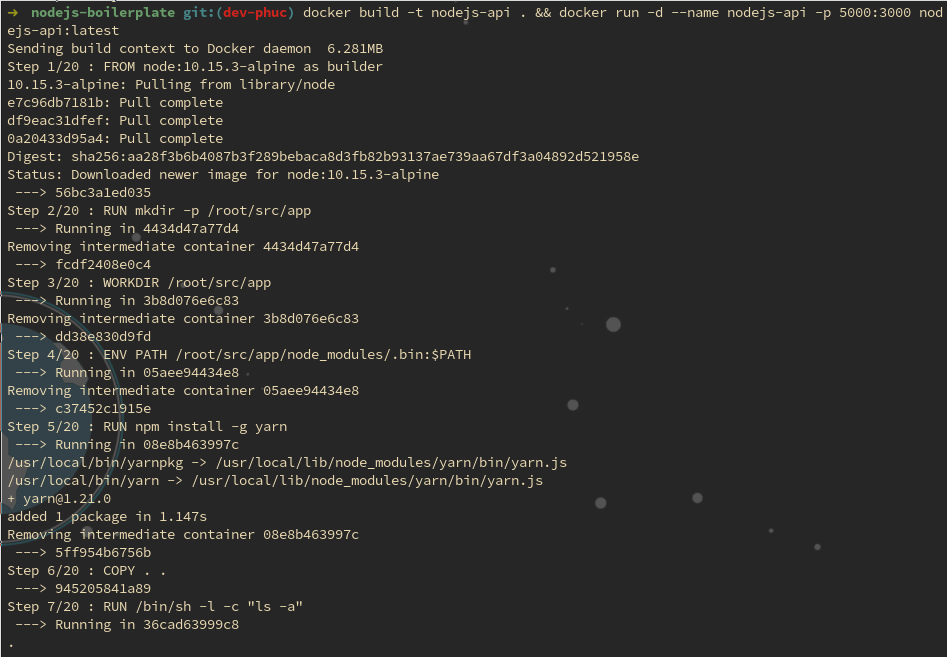 → nodejs-boilerplate git:(dev-phuc) docker build -t nodejs-api . && docker run -d --name nodejs-api -p 5000:3000 nod
ejs-api:latest
Sending build context to Docker daemon  6.281MB
Step 1/20 : FROM node:10.15.3-alpine as builder
10.15.3-alpine: Pulling from library/node
e7c96db7181b: Pull complete
df9eac31dfef: Pull complete
0a20433d95a4: Pull complete
Digest: sha256:aa28f3b6b4087b3f289bebaca8d3fb82b93137ae739aa67df3a04892d521958e
Status: Downloaded newer image for node:10.15.3-alpine
 ---> 56bc3a1ed035
Step 2/20 : RUN mkdir -p /root/src/app
 ---> Running in 4434d47a77d4
Removing intermediate container 4434d47a77d4
 ---> fcdf2408e0c4
Step 3/20 : WORKDIR /root/src/app
 ---> Running in 3b8d076e6c83
Removing intermediate container 3b8d076e6c83
 ---> dd38e830d9fd
Step 4/20 : ENV PATH /root/src/app/node_modules/.bin:$PATH
 ---> Running in 05aee94434e8
Removing intermediate container 05aee94434e8
 ---> c37452c1915e
Step 5/20 : RUN npm install -g yarn
 ---> Running in 08e8b463997c
/usr/local/bin/yarnpkg -> /usr/local/lib/node_modules/yarn/bin/yarn.js
/usr/local/bin/yarn -> /usr/local/lib/node_modules/yarn/bin/yarn.js
+ yarn@1.21.0
added 1 package in 1.147s
Removing intermediate container 08e8b463997c
 ---> 5ff954b6756b
Step 6/20 : COPY . .
 ---> 945205841a89
Step 7/20 : RUN /bin/sh -l -c "ls -a"
 ---> Running in 36cad63999c8
.